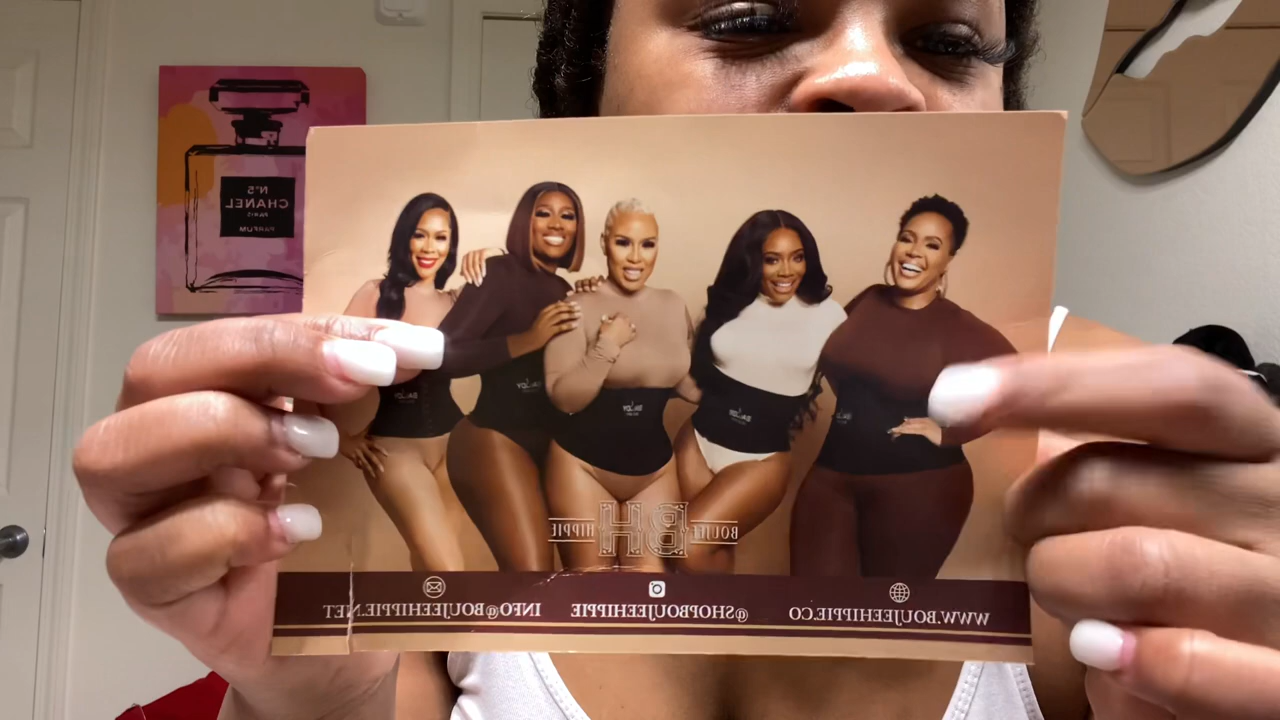 N°5
CHANEL
PARIS
PARFUM
BOUJEE BH HIPPIE
WWW.BOUJEEHIPPIE.CO @SHOPBOUJEEHIPPIE INFO@BOUJEEHIPPIE.NET